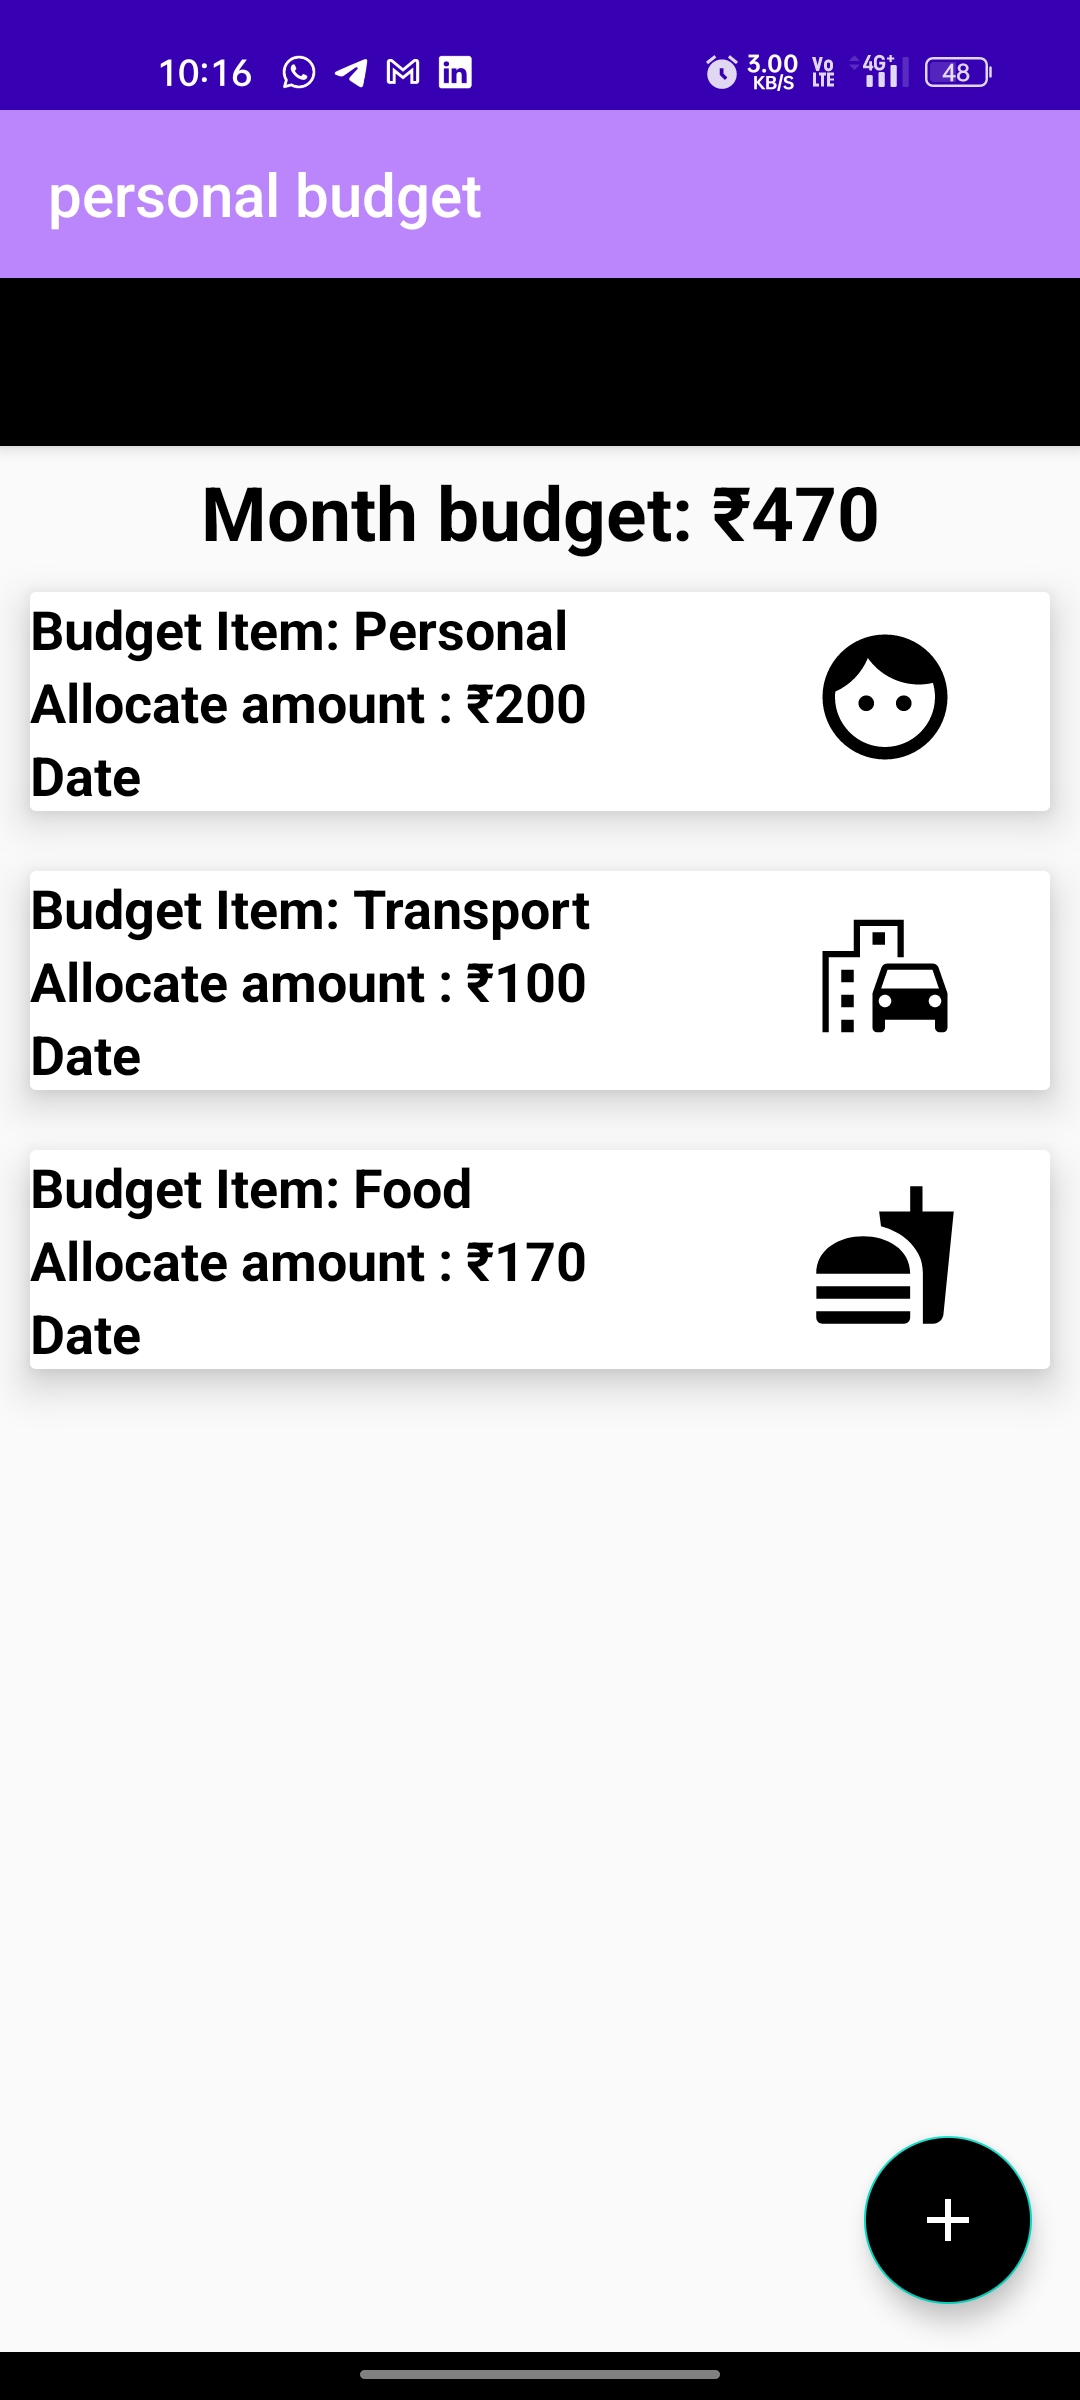 10:16 3.00 KB/S Vo LTE 4G+ 48
personal budget
Month budget: ₹470
Budget Item: Personal
Allocate amount : ₹200
Date
Budget Item: Transport
Allocate amount : ₹100
Date
Budget Item: Food
Allocate amount : ₹170
Date